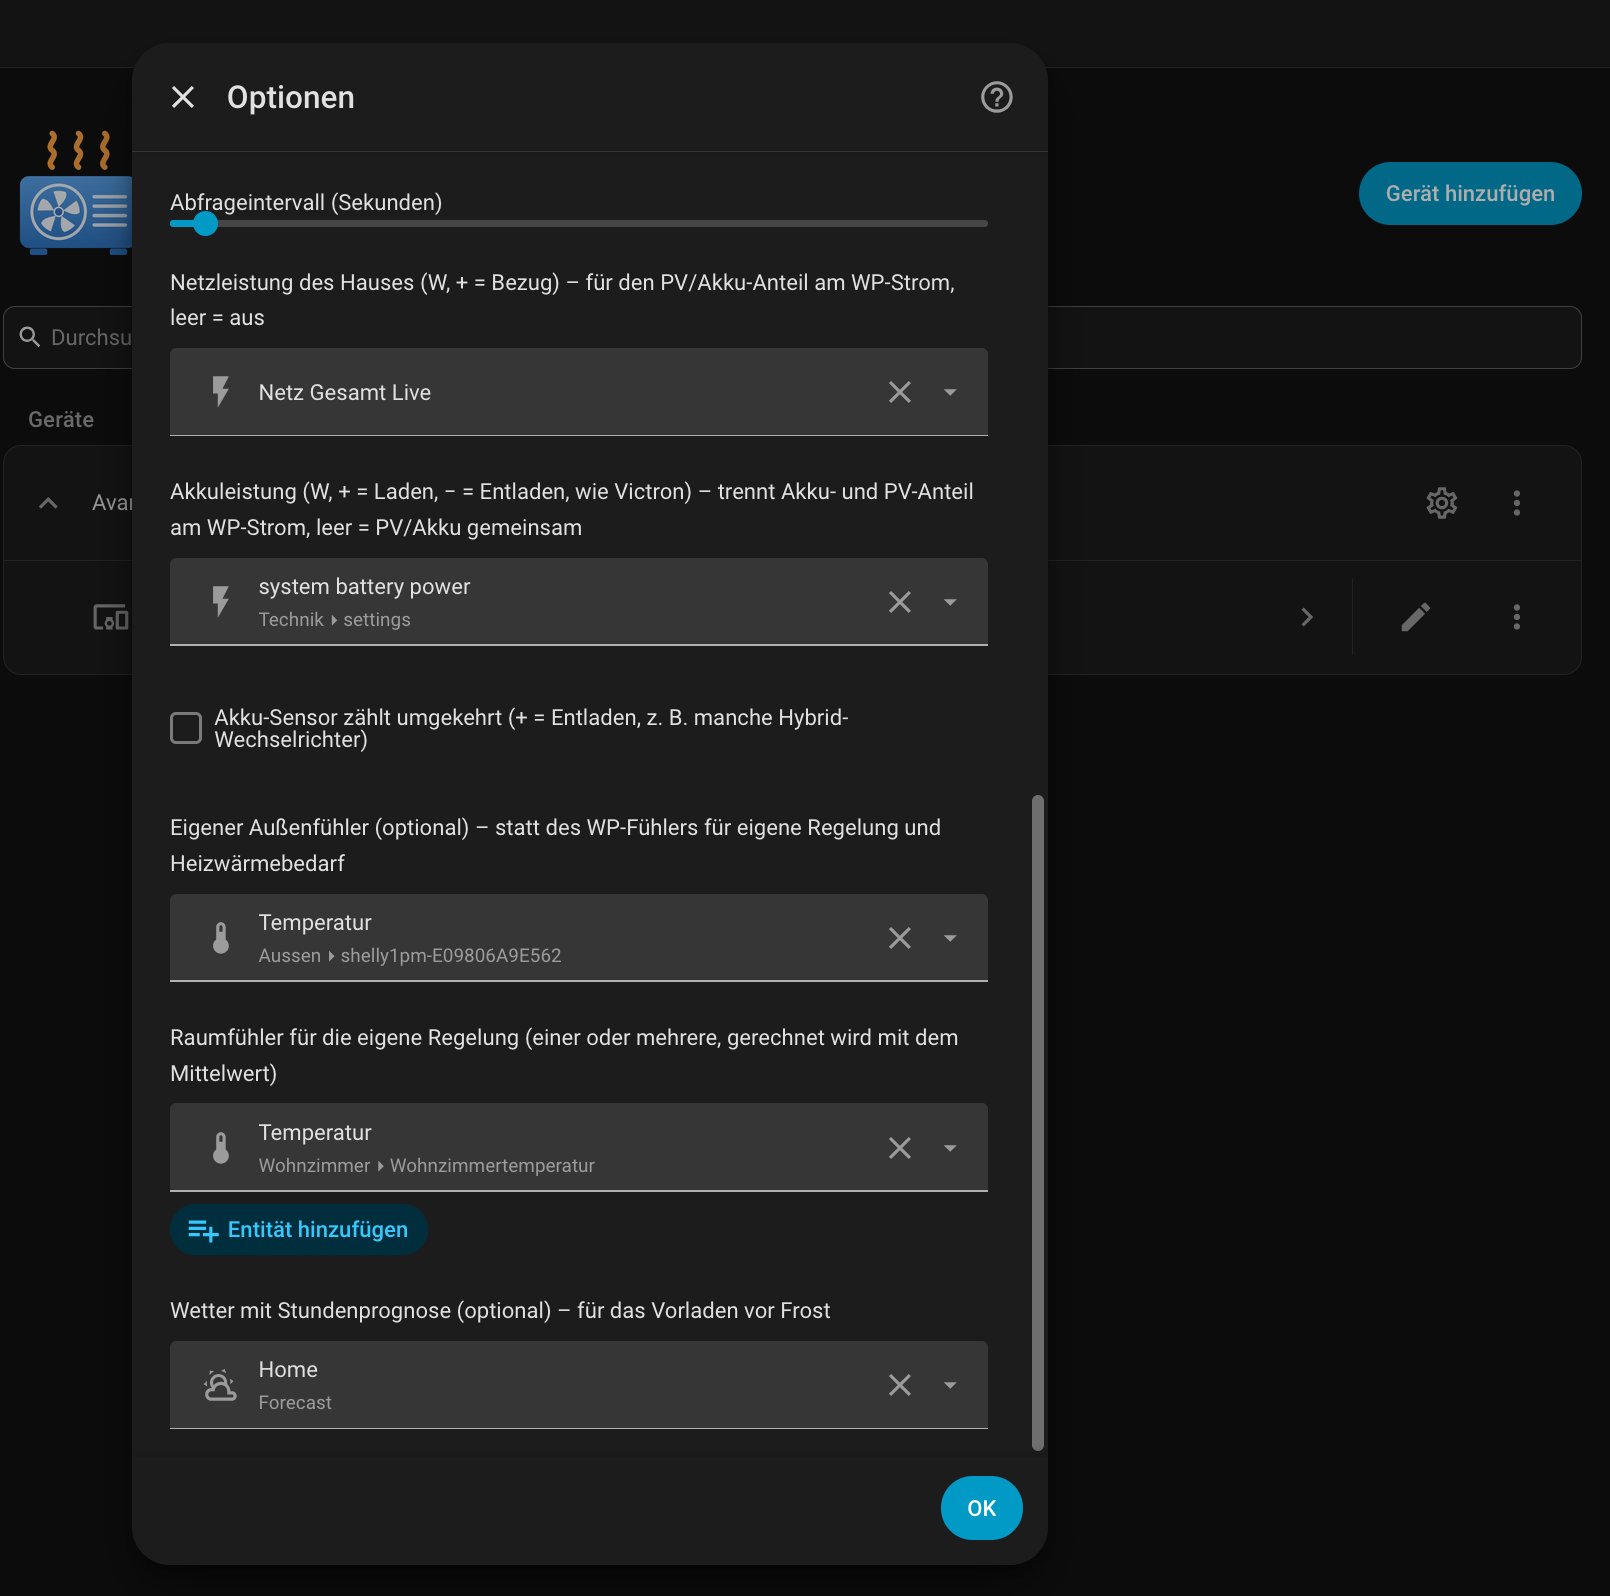 Optionen
Gerät hinzufügen
Abfrageintervall (Sekunden)
Netzleistung des Hauses (W, + = Bezug) – für den PV/Akku-Anteil am WP-Strom,
leer = aus
Durchsu
Netz Gesamt Live
Geräte
Akkuleistung (W, + = Laden, − = Entladen, wie Victron) – trennt Akku- und PV-Anteil
am WP-Strom, leer = PV/Akku gemeinsam
Avan
system battery power
Technik ▸ settings
Akku-Sensor zählt umgekehrt (+ = Entladen, z. B. manche Hybrid-
Wechselrichter)
Eigener Außenfühler (optional) – statt des WP-Fühlers für eigene Regelung und
Heizwärmebedarf
Temperatur
Aussen ▸ shelly1pm-E09806A9E562
Raumfühler für die eigene Regelung (einer oder mehrere, gerechnet wird mit dem
Mittelwert)
Temperatur
Wohnzimmer ▸ Wohnzimmertemperatur
Entität hinzufügen
Wetter mit Stundenprognose (optional) – für das Vorladen vor Frost
Home
Forecast
OK